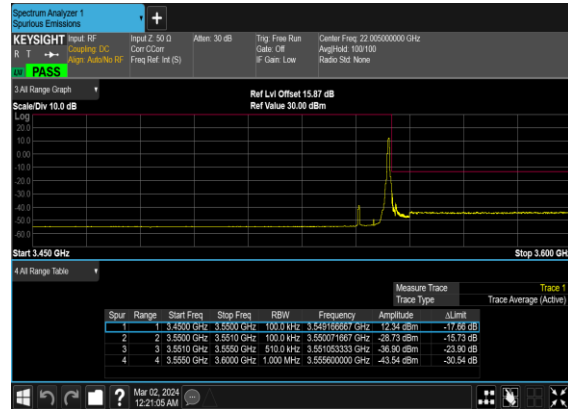 Spectrum Analyzer 1
Spurious Emissions
KEYSIGHT
R T
LW
PASS
Input: RF
Coupling: DC
Align: Auto/No RF
Input Z: 50 Ω
Corr CCorr
Freq Ref: Int (S)
Atten: 30 dB
Trig: Free Run
Gate: Off
IF Gain: Low
Center Freq: 22.005000000 GHz
Avg|Hold: 100/100
Radio Std: None
3 All Range Graph
Scale/Div 10.0 dB
Ref Lvl Offset 15.87 dB
Ref Value 30.00 dBm
Log
20.0
10.0
0.00
-10.0
-20.0
-30.0
-40.0
-50.0
-60.0
Start 3.450 GHz
Stop 3.600 GHz
4 All Range Table
Measure Trace Trace 1
Trace Type Trace Average (Active)
Spur Range Start Freq Stop Freq RBW Frequency Amplitude ΔLimit
1 1 3.4500 GHz 3.5500 GHz 100.0 kHz 3.549166667 GHz 12.34 dBm -17.66 dB
2 2 3.5500 GHz 3.5510 GHz 100.0 kHz 3.550071667 GHz -28.73 dBm -15.73 dB
3 3 3.5510 GHz 3.5550 GHz 510.0 kHz 3.551053333 GHz -36.90 dBm -23.90 dB
4 4 3.5550 GHz 3.6000 GHz 1.000 MHz 3.555600000 GHz -43.54 dBm -30.54 dB
?
Mar 02, 2024
12:21:05 AM